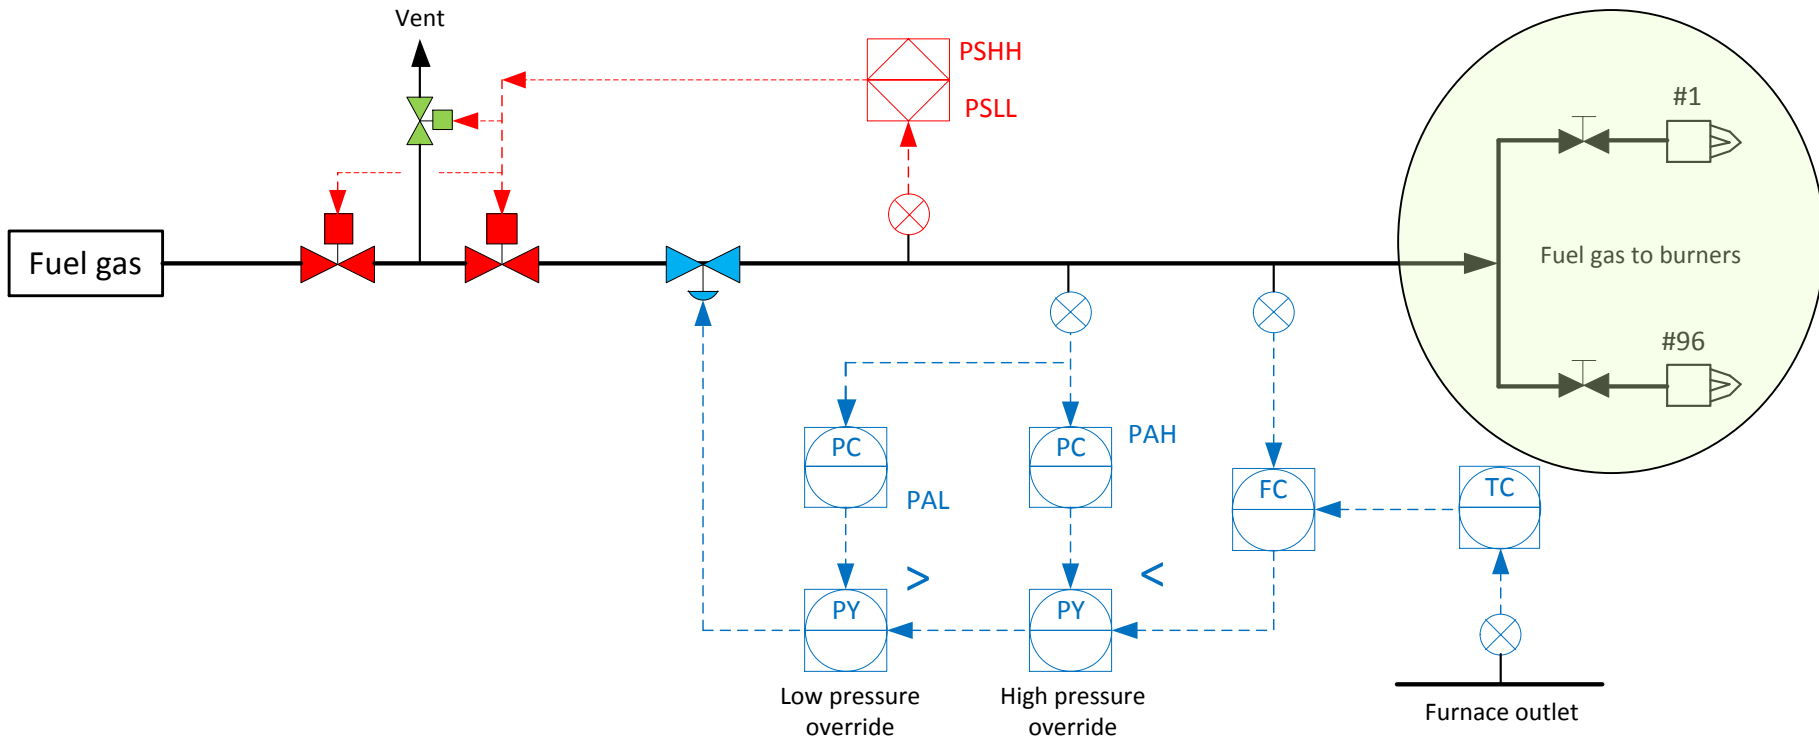 Vent
PSHH
PSLL
#1
Fuel gas
Fuel gas to burners
#96
PC
PC
PAH
PAL
FC
TC
>
<
PY
PY
Low pressure
override
High pressure
override
Furnace outlet